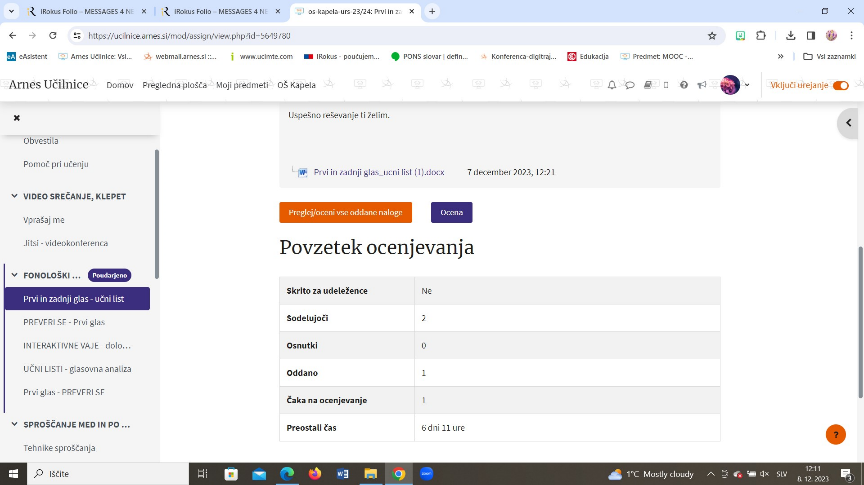 iRokus Folio – MESSAGES 4 NE
iRokus Folio – MESSAGES 4 NE
os-kapela-urs-23/24: Prvi in za
https://ucilnice.arnes.si/mod/assign/view.php?id=5649780
eAsistent
Arnes Učilnice: Vsi...
webmail.arnes.si ::...
www.ucimte.com
iRokus - poučujem...
PONS slovar | defin...
Konferenca-digitraj...
Edukacija
Predmet: MOOC -...
»
Vsi zaznamki
Arnes Učilnice
Domov
Pregledna plošča
Moji predmeti
OŠ Kapela
Vključi urejanje
Obvestila
Pomoč pri učenju
VIDEO SREČANJE, KLEPET
Vprašaj me
Jitsi - videokonferenca
FONOLOŠKI ...
Poudarjeno
Prvi in zadnji glas - učni list
PREVERI SE - Prvi glas
INTERAKTIVNE VAJE - dolo...
UČNI LISTI - glasovna analiza
Prvi glas - PREVERI SE
SPROŠČANJE MED IN PO ...
Tehnike sproščanja
Uspešno reševanje ti želim.
Prvi in zadnji glas_ucni list (1).docx
7 december 2023, 12:21
Preglej/oceni vse oddane naloge
Ocena
Povzetek ocenjevanja
Skrito za udeležence Ne
Sodelujoči 2
Osnutki 0
Oddano 1
Čaka na ocenjevanje 1
Preostali čas 6 dni 11 ure
?
Iščite
1°C Mostly cloudy
SLV
12:11
8. 12. 2023
3